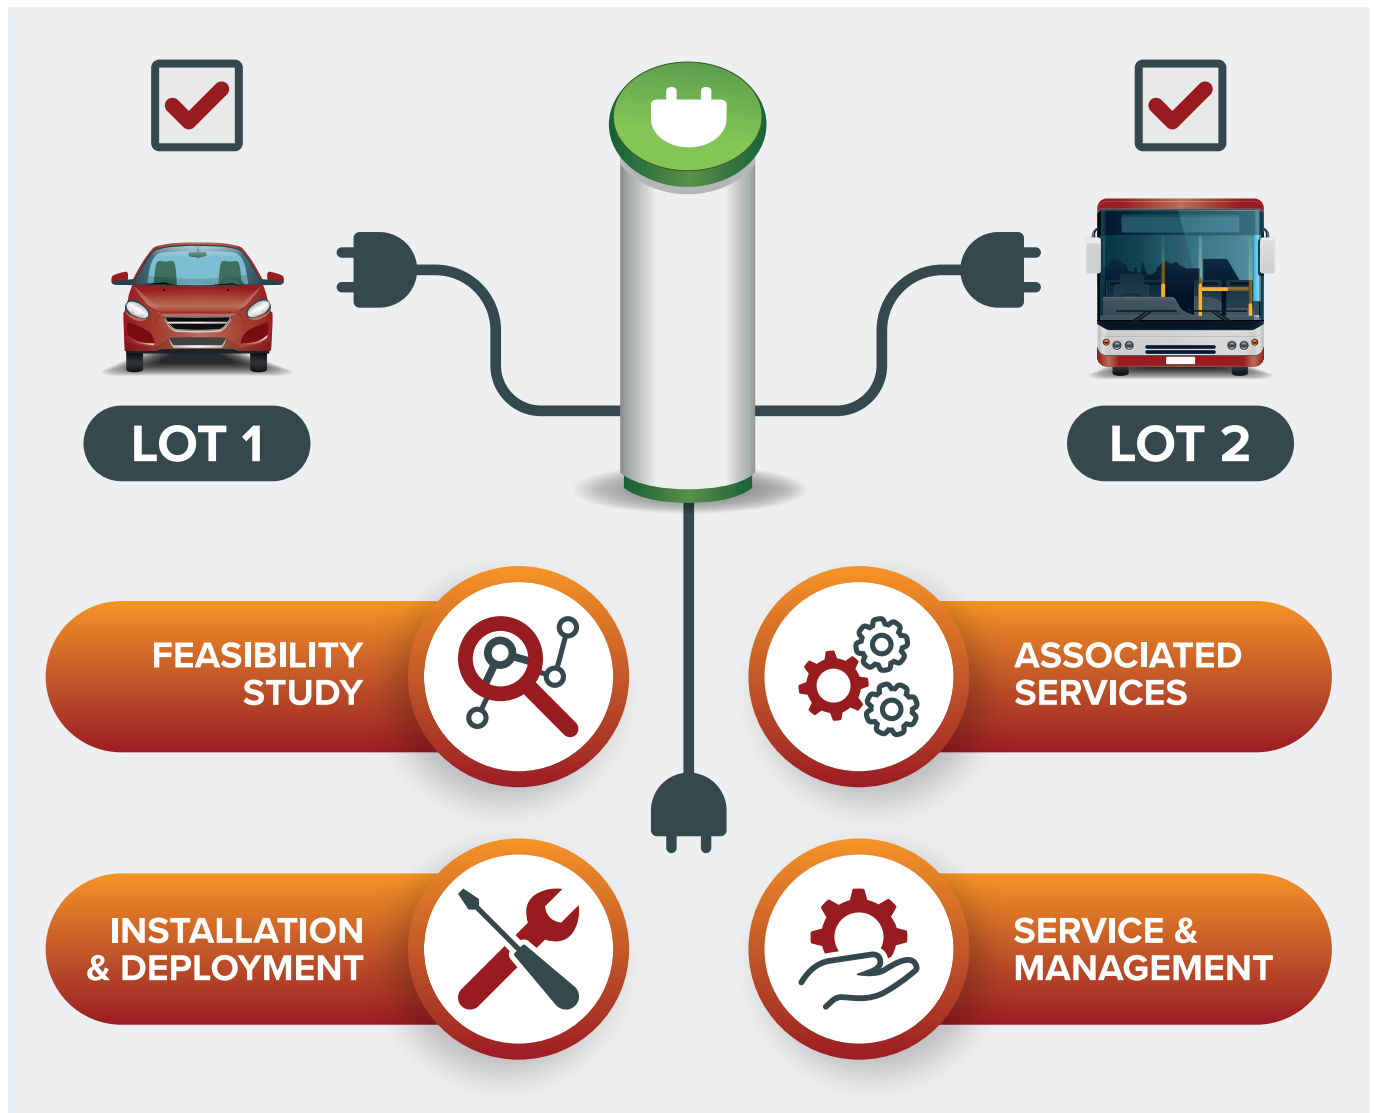 LOT 1
LOT 2
FEASIBILITY
STUDY
ASSOCIATED
SERVICES
INSTALLATION
& DEPLOYMENT
SERVICE &
MANAGEMENT